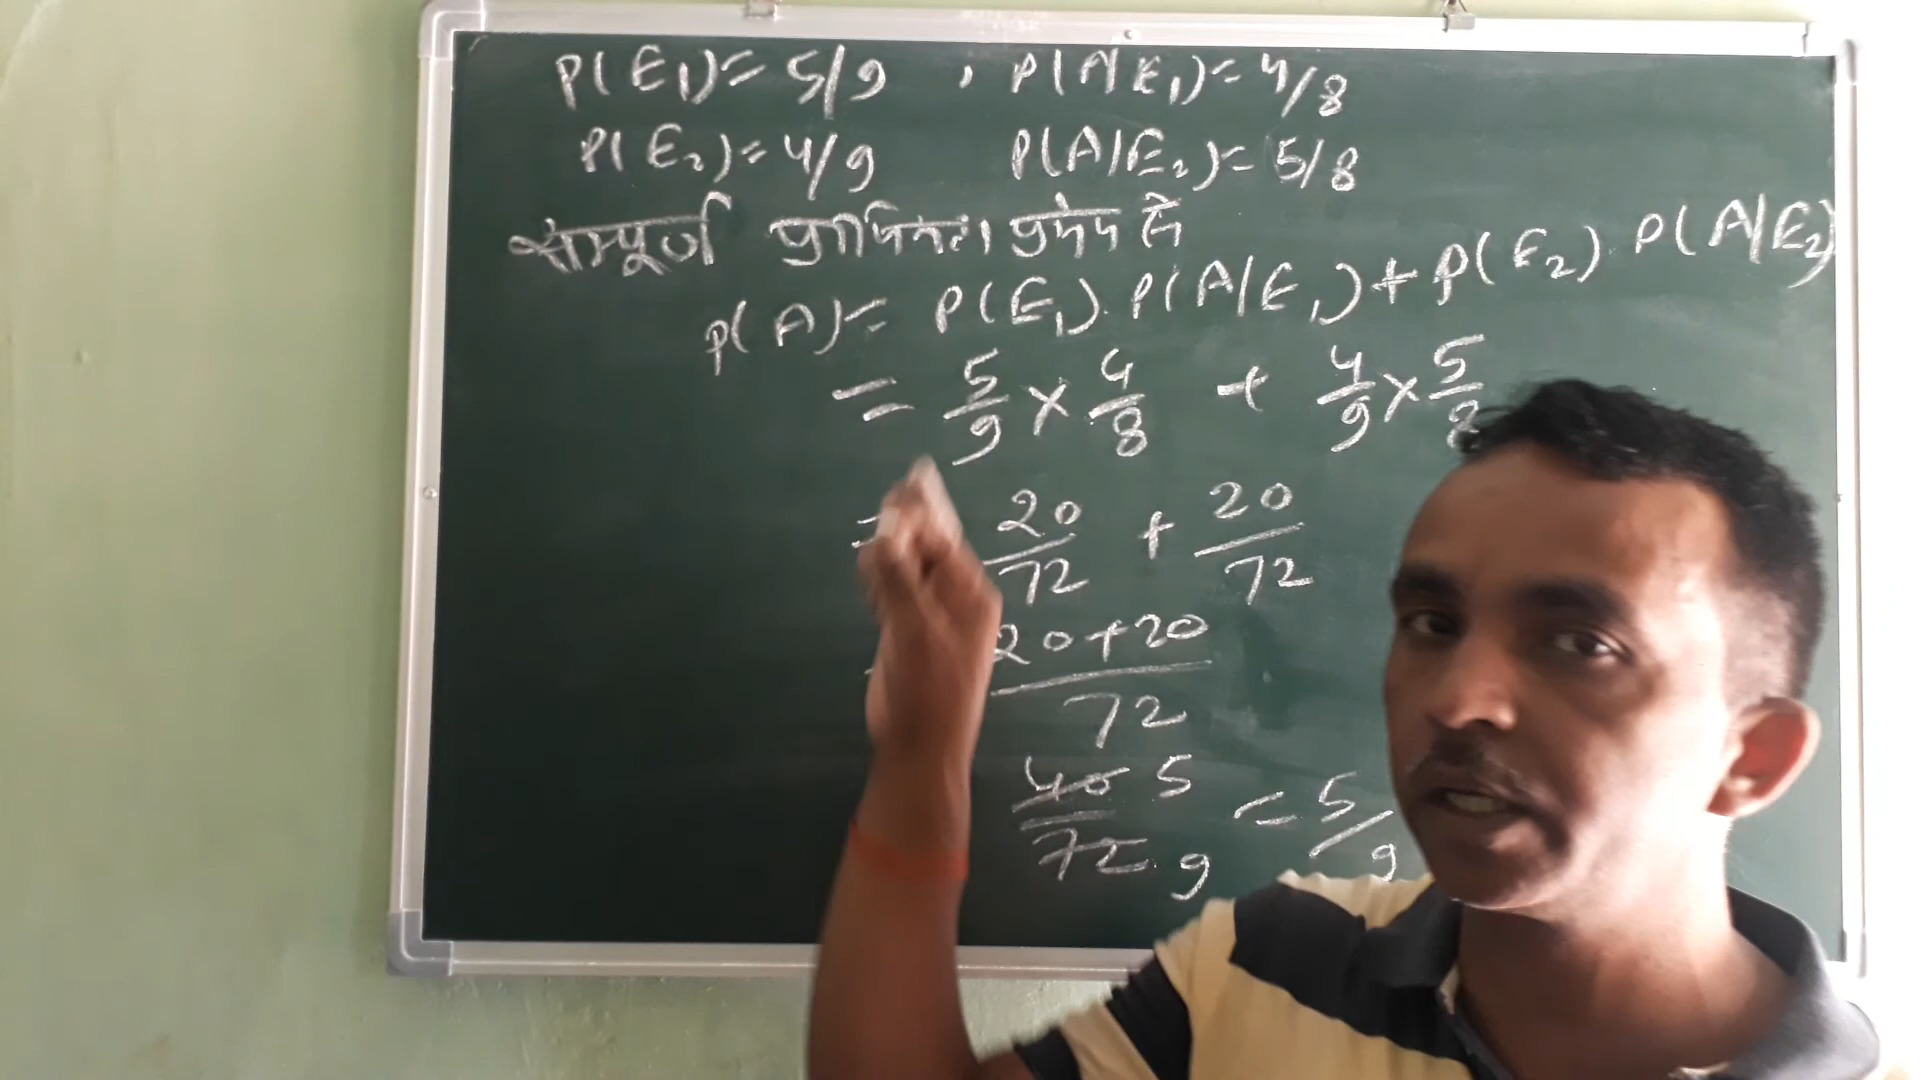 P(E₁) = 5/9 , P(A|E₁) = 4/8
P(E₂) = 4/9 P(A|E₂) = 5/8
सम्पूर्ण प्रायिकता प्रमेय से
P(A) = P(E₁). P(A|E₁) + P(E₂). P(A|E₂)
= 5/9 × 4/8 + 4/9 × 5/8
= 20/72 + 20/72
20+20/72
40/72 5/9 = 5/9